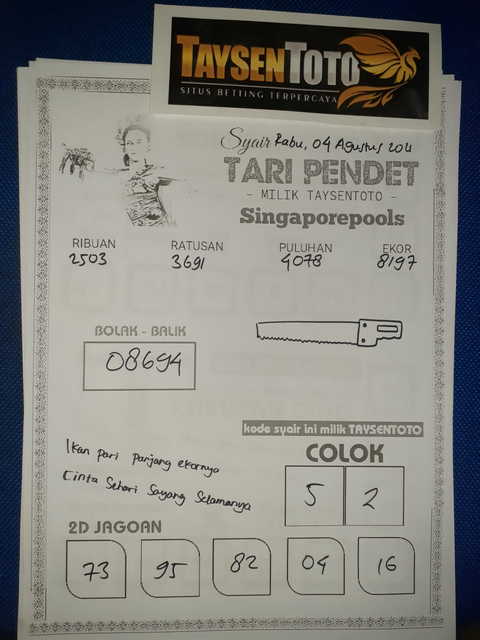 TAYSENTOTO
SITUS BETTING TERPERCAYA
Syair Rabu, 04 Agustus 2021
TARI PENDET
- MILIK TAYSENTOTO -
Singaporepools
RIBUAN RATUSAN PULUHAN EKOR
2503 3691 4078 8197
BOLAK - BALIK
08694
kode syair ini milik TAYSENTOTO
Ikan pari panjang ekornya
Cinta Sehari Sayang Selamanya
COLOK
5 2
2D JAGOAN
73 95 82 04 16